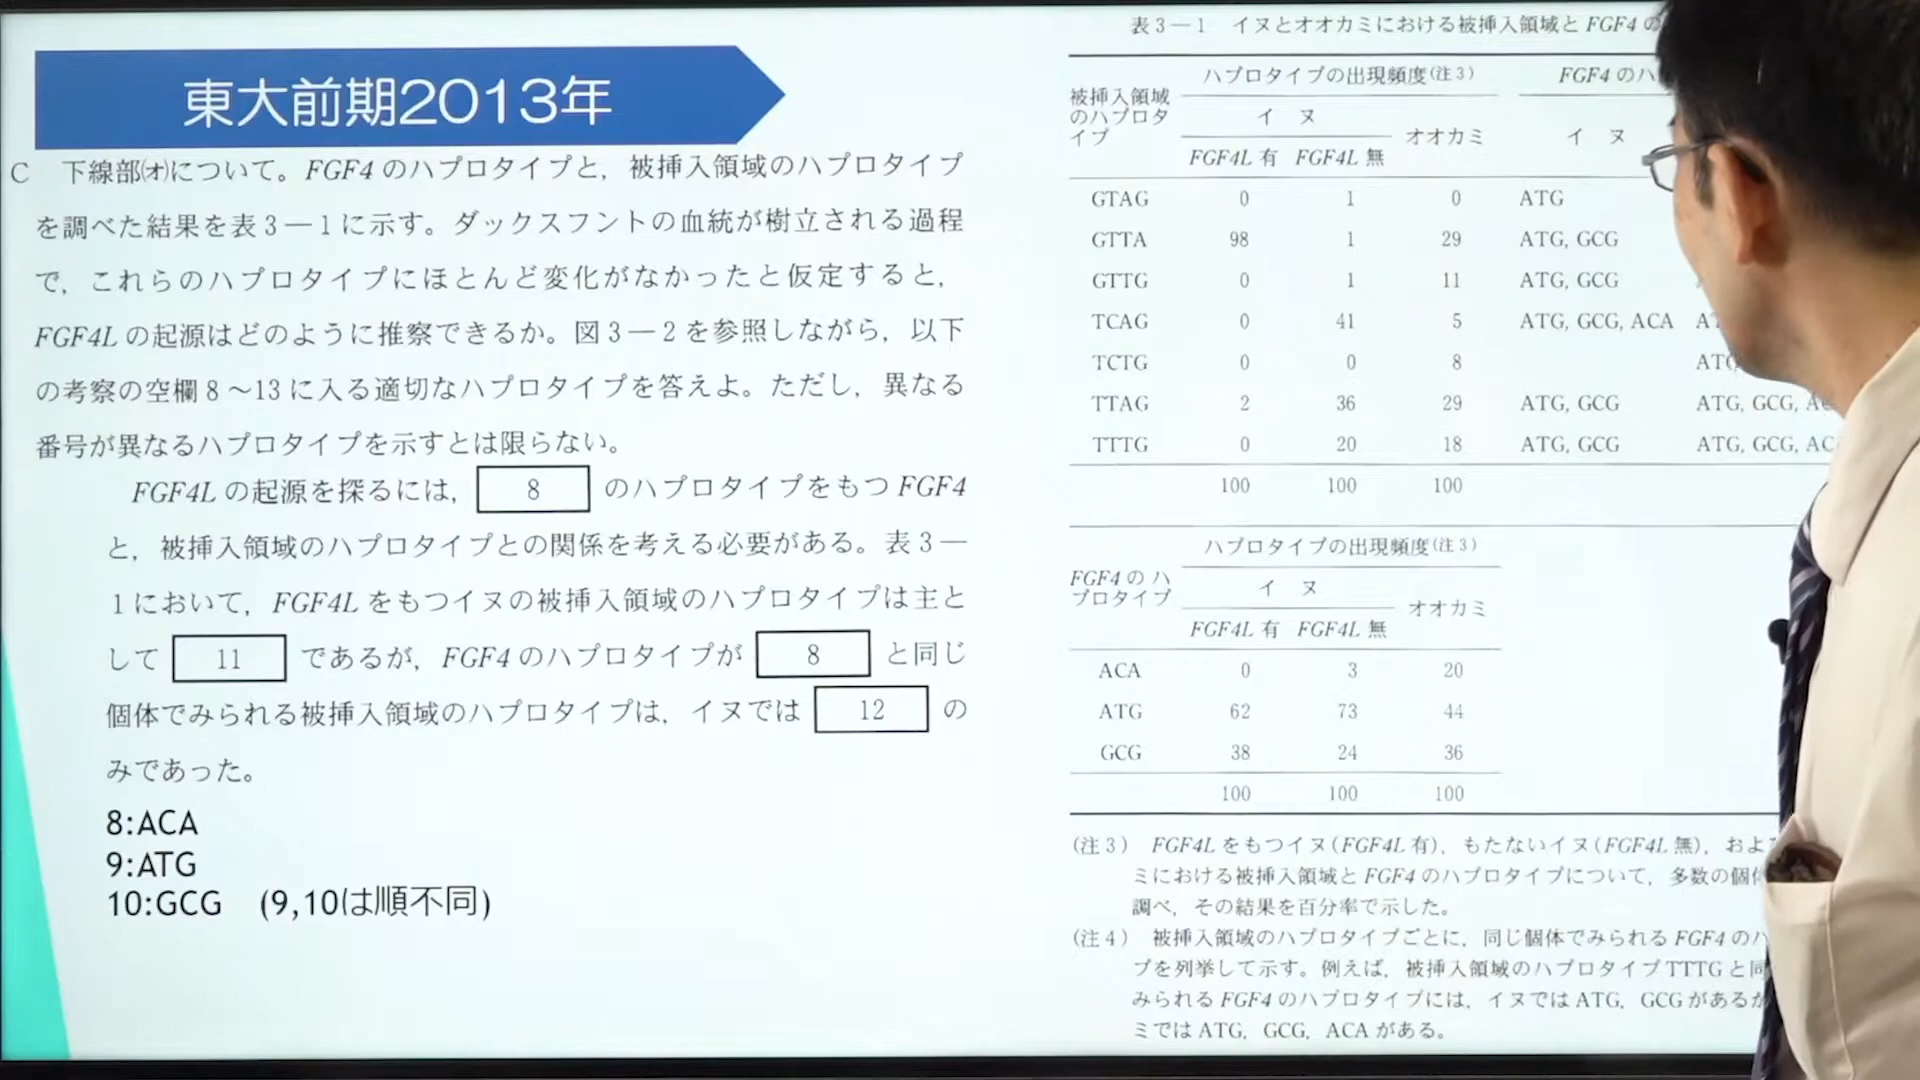 東大前期2013年
C 下線部(オ)について。FGF4のハプロタイプと，被挿入領域のハプロタイプ
を調べた結果を表3—1に示す。ダックスフントの血統が樹立される過程
で，これらのハプロタイプにほとんど変化がなかったと仮定すると，
FGF4Lの起源はどのように推察できるか。図3—2を参照しながら，以下
の考察の空欄8～13に入る適切なハプロタイプを答えよ。ただし，異なる
番号が異なるハプロタイプを示すとは限らない。
FGF4Lの起源を探るには， 8 のハプロタイプをもつFGF4
と，被挿入領域のハプロタイプとの関係を考える必要がある。表3—
1において，FGF4Lをもつイヌの被挿入領域のハプロタイプは主と
して 11 であるが，FGF4のハプロタイプが 8 と同じ
個体でみられる被挿入領域のハプロタイプは，イヌでは 12 の
みであった。
8:ACA
9:ATG
10:GCG (9,10は順不同)
表3—1 イヌとオオカミにおける被挿入領域とFGF4の
ハプロタイプの出現頻度(注3) FGF4のハ
被挿入領域
のハプロタ
イプ
イヌ オオカミ イヌ
FGF4L有 FGF4L無
GTAG 0 1 0 ATG
GTTA 98 1 29 ATG, GCG
GTTG 0 1 11 ATG, GCG
TCAG 0 41 5 ATG, GCG, ACA
TCTG 0 0 8
TTAG 2 36 29 ATG, GCG ATG, GCG,
TTTG 0 20 18 ATG, GCG ATG, GCG,
100 100 100
ハプロタイプの出現頻度(注3)
FGF4のハ
プロタイプ
イヌ オオカミ
FGF4L有 FGF4L無
ACA 0 3 20
ATG 62 73 44
GCG 38 24 36
100 100 100
(注3) FGF4Lをもつイヌ(FGF4L有)，もたないイヌ(FGF4L無)，およ
ミにおける被挿入領域とFGF4のハプロタイプについて，多数の個
調べ，その結果を百分率で示した。
(注4) 被挿入領域のハプロタイプごとに，同じ個体でみられるFGF4の
プを列挙して示す。例えば，被挿入領域のハプロタイプTTTGと
みられるFGF4のハプロタイプには，イヌではATG，GCGがあるが
ミではATG，GCG，ACAがある。